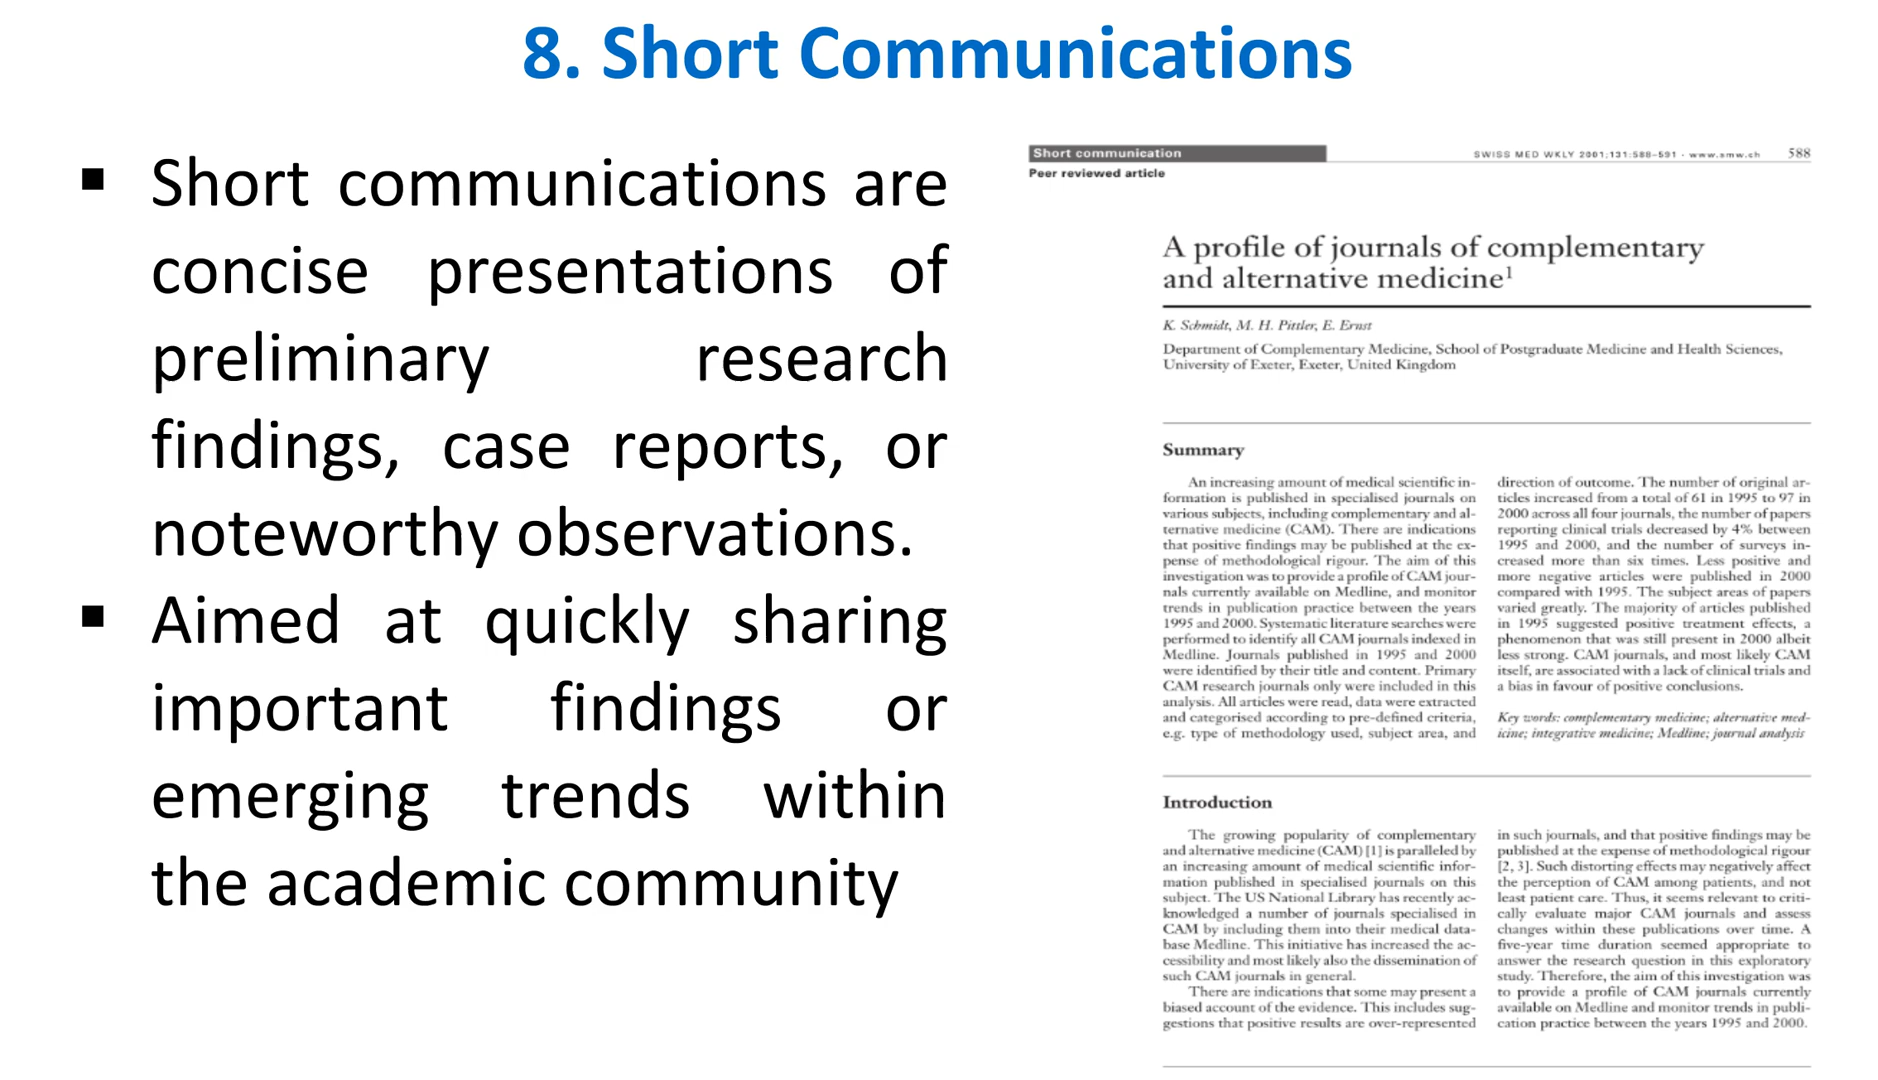 8. Short Communications
▪ Short communications are
concise presentations of
preliminary research
findings, case reports, or
noteworthy observations.
▪ Aimed at quickly sharing
important findings or
emerging trends within
the academic community
Short communication
SWISS MED WKLY 2001;131:588–591 · www.smw.ch 588
Peer reviewed article
A profile of journals of complementary
and alternative medicine¹
K. Schmidt, M. H. Pittler, E. Ernst
Department of Complementary Medicine, School of Postgraduate Medicine and Health Sciences,
University of Exeter, Exeter, United Kingdom
Summary
An increasing amount of medical scientific in-
formation is published in specialised journals on
various subjects, including complementary and al-
ternative medicine (CAM). There are indications
that positive findings may be published at the ex-
pense of methodological rigour. The aim of this
investigation was to provide a profile of CAM jour-
nals currently available on Medline, and monitor
trends in publication practice between the years
1995 and 2000. Systematic literature searches were
performed to identify all CAM journals indexed in
Medline. Journals published in 1995 and 2000
were identified by their title and content. Primary
CAM research journals only were included in this
analysis. All articles were read, data were extracted
and categorised according to pre-defined criteria,
e.g. type of methodology used, subject area, and
direction of outcome. The number of original ar-
ticles increased from a total of 61 in 1995 to 97 in
2000 across all four journals, the number of papers
reporting clinical trials decreased by 4% between
1995 and 2000, and the number of surveys in-
creased more than six times. Less positive and
more negative articles were published in 2000
compared with 1995. The subject areas of papers
varied greatly. The majority of articles published
in 1995 suggested positive treatment effects, a
phenomenon that was still present in 2000 albeit
less strong. CAM journals, and most likely CAM
itself, are associated with a lack of clinical trials and
a bias in favour of positive conclusions.
Key words: complementary medicine; alternative med-
icine; integrative medicine; Medline; journal analysis
Introduction
The growing popularity of complementary
and alternative medicine (CAM) [1] is paralleled by
an increasing amount of medical scientific infor-
mation published in specialised journals on this
subject. The US National Library has recently ac-
knowledged a number of journals specialised in
CAM by including them into their medical data-
base Medline. This initiative has increased the ac-
cessibility and most likely also the dissemination of
such CAM journals in general.
There are indications that some may present a
biased account of the evidence. This includes sug-
gestions that positive results are over-represented
in such journals, and that positive findings may be
published at the expense of methodological rigour
[2, 3]. Such distorting effects may negatively affect
the perception of CAM among patients, and not
least patient care. Thus, it seems relevant to criti-
cally evaluate major CAM journals and assess
changes within these publications over time. A
five-year time duration seemed appropriate to
answer the research question in this exploratory
study. Therefore, the aim of this investigation was
to provide a profile of CAM journals currently
available on Medline and monitor trends in publi-
cation practice between the years 1995 and 2000.